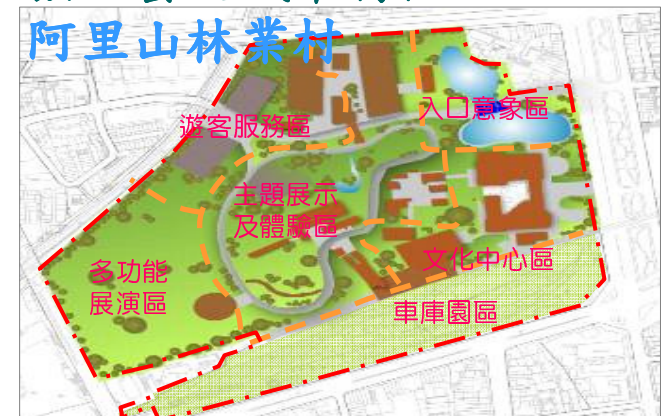 阿里山林業村
遊客服務區
入口意象區
主題展示
及體驗區
多功能
展演區
文化中心區
車庫園區